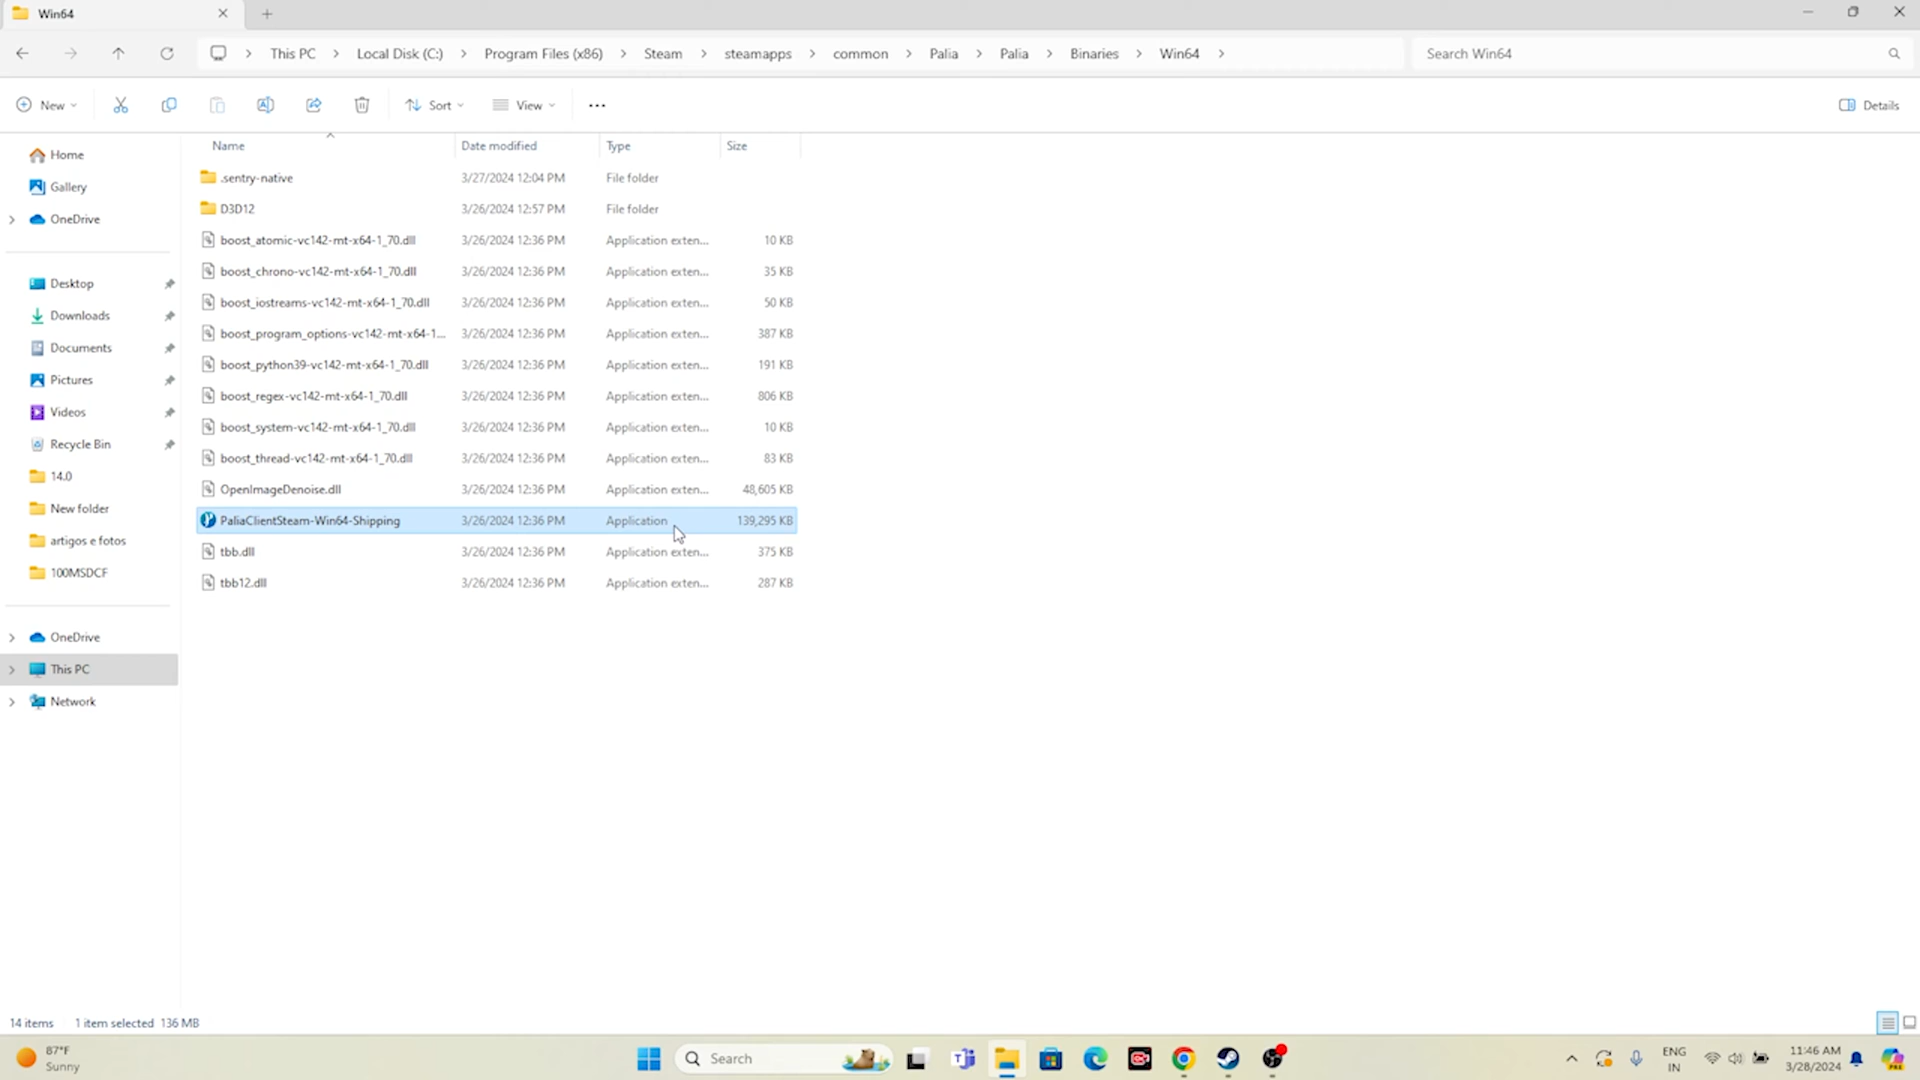 Win64
This PC > Local Disk (C:) > Program Files (x86) > Steam > steamapps > common > Palia > Palia > Binaries > Win64 >
Search Win64
New
Sort
View
Details
Name Date modified Type Size
.sentry-native 3/27/2024 12:04 PM File folder
D3D12 3/26/2024 12:57 PM File folder
boost_atomic-vc142-mt-x64-1_70.dll 3/26/2024 12:36 PM Application exten... 10 KB
boost_chrono-vc142-mt-x64-1_70.dll 3/26/2024 12:36 PM Application exten... 35 KB
boost_iostreams-vc142-mt-x64-1_70.dll 3/26/2024 12:36 PM Application exten... 50 KB
boost_program_options-vc142-mt-x64-1... 3/26/2024 12:36 PM Application exten... 387 KB
boost_python39-vc142-mt-x64-1_70.dll 3/26/2024 12:36 PM Application exten... 191 KB
boost_regex-vc142-mt-x64-1_70.dll 3/26/2024 12:36 PM Application exten... 806 KB
boost_system-vc142-mt-x64-1_70.dll 3/26/2024 12:36 PM Application exten... 10 KB
boost_thread-vc142-mt-x64-1_70.dll 3/26/2024 12:36 PM Application exten... 83 KB
OpenImageDenoise.dll 3/26/2024 12:36 PM Application exten... 48,605 KB
PaliaClientSteam-Win64-Shipping 3/26/2024 12:36 PM Application 139,295 KB
tbb.dll 3/26/2024 12:36 PM Application exten... 375 KB
tbb12.dll 3/26/2024 12:36 PM Application exten... 287 KB
Home
Gallery
OneDrive
Desktop
Downloads
Documents
Pictures
Videos
Recycle Bin
14.0
New folder
artigos e fotos
100MSDCF
OneDrive
This PC
Network
14 items 1 item selected 136 MB
87°F
Sunny
Search
ENG
IN
11:46 AM
3/28/2024
PRE